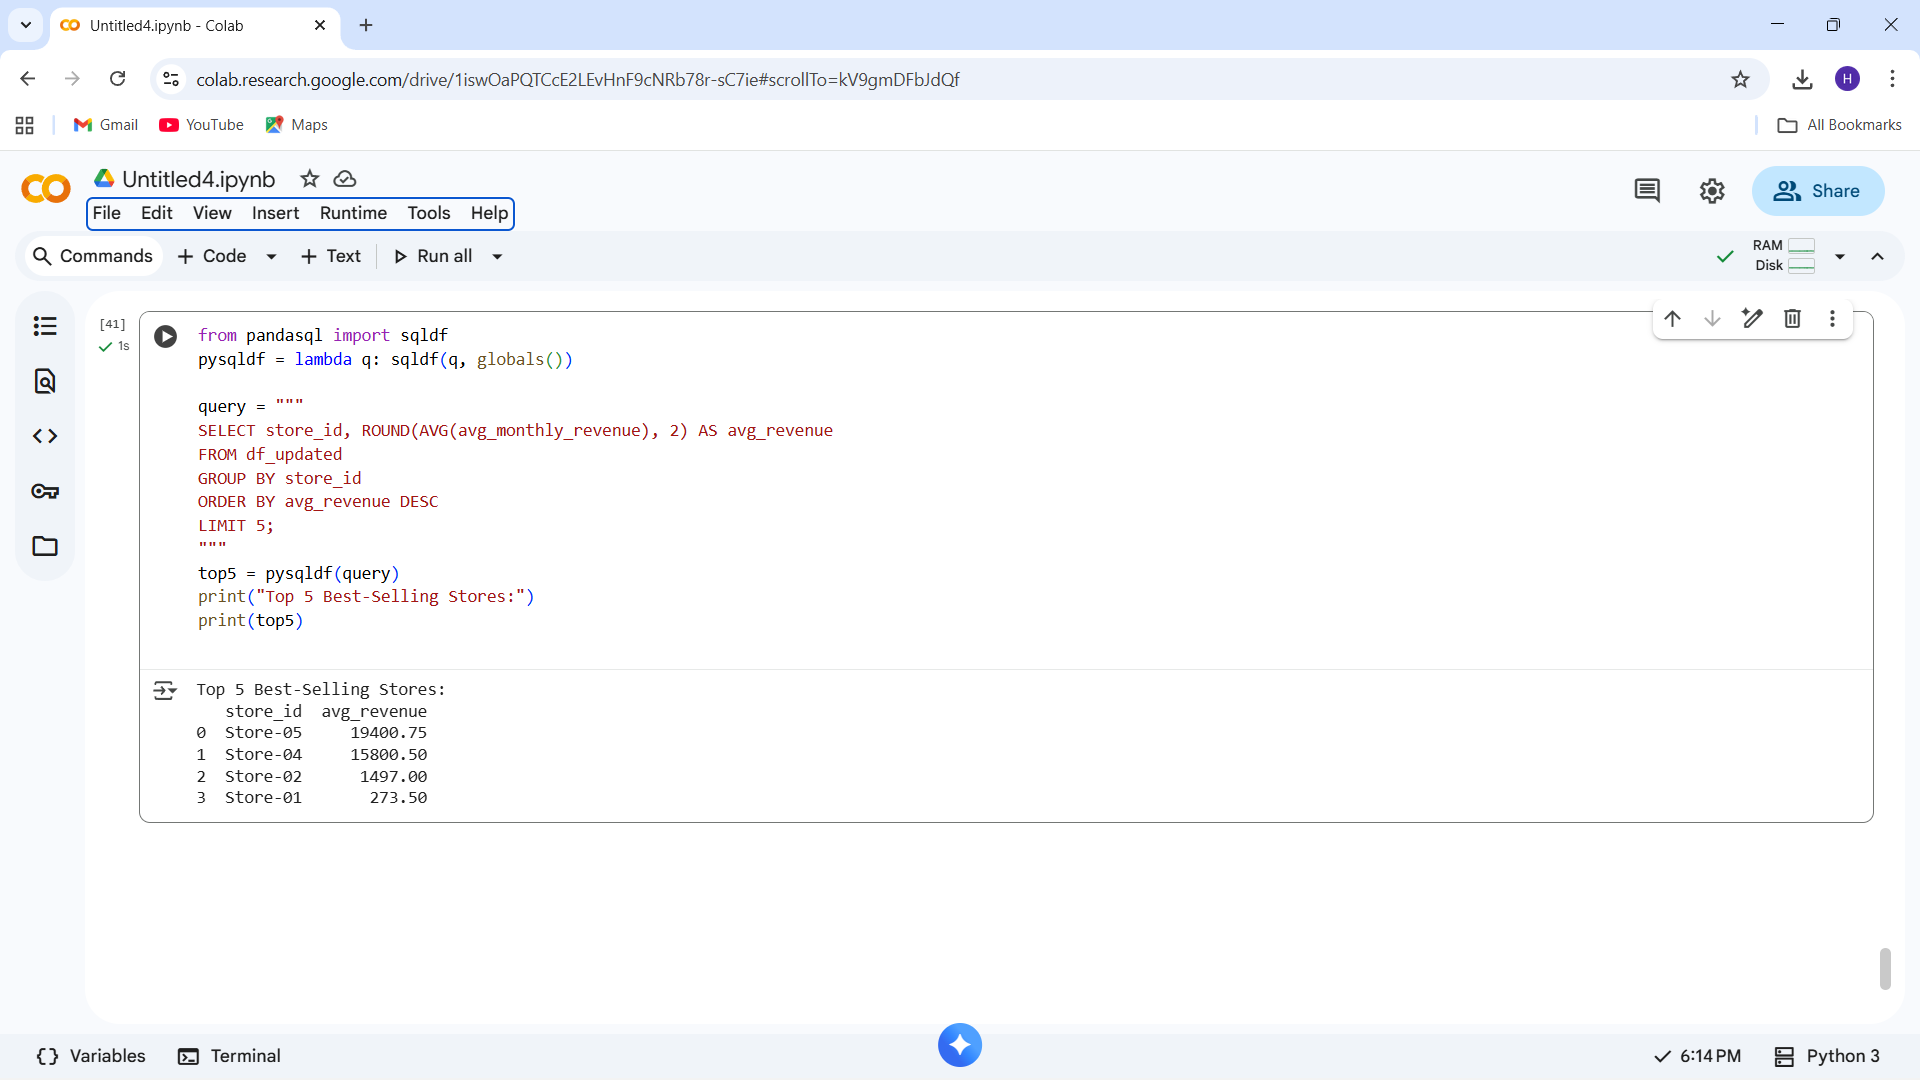 Untitled4.ipynb - Colab
colab.research.google.com/drive/1iswOaPQTCcE2LEvHnF9cNRb78r-sC7ie#scrollTo=kV9gmDFbJdQf
H
Gmail YouTube Maps All Bookmarks
Untitled4.ipynb
File Edit View Insert Runtime Tools Help
Share
Commands + Code + Text Run all
RAM
Disk
[41]
1s
from pandasql import sqldf
pysqldf = lambda q: sqldf(q, globals())
query = """
SELECT store_id, ROUND(AVG(avg_monthly_revenue), 2) AS avg_revenue
FROM df_updated
GROUP BY store_id
ORDER BY avg_revenue DESC
LIMIT 5;
"""
top5 = pysqldf(query)
print("Top 5 Best-Selling Stores:")
print(top5)
Top 5 Best-Selling Stores:
store_id avg_revenue
0 Store-05 19400.75
1 Store-04 15800.50
2 Store-02 1497.00
3 Store-01 273.50
Variables Terminal 6:14 PM Python 3